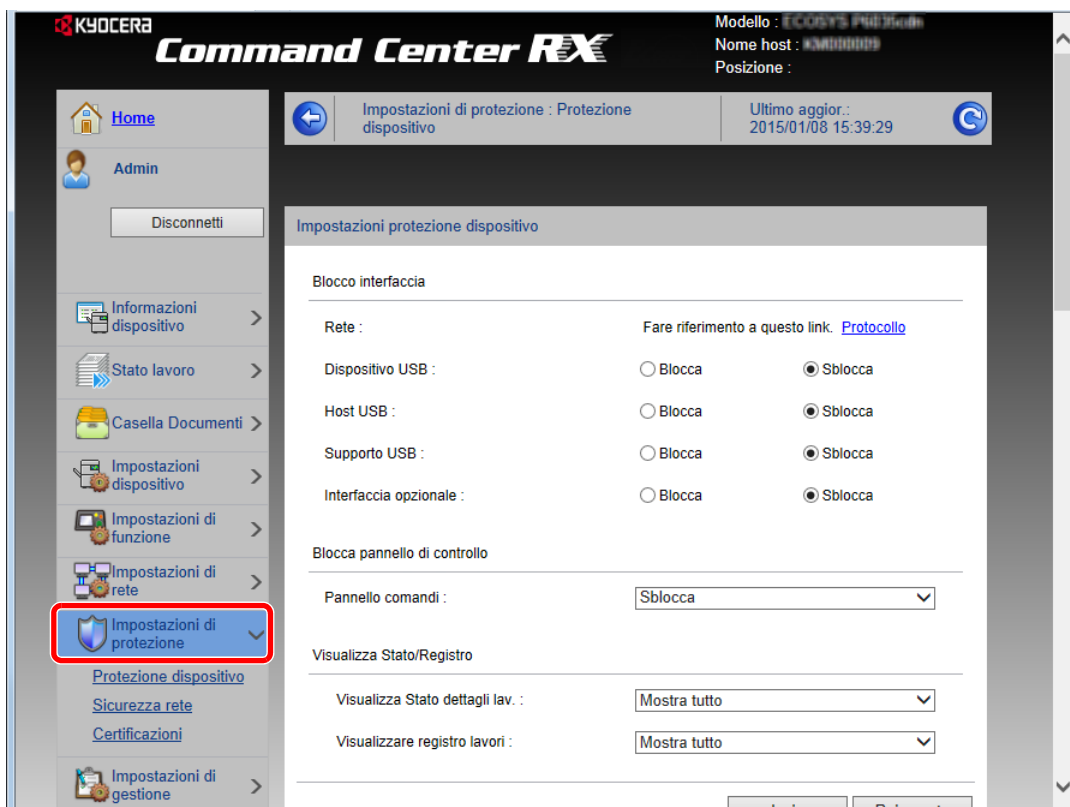 KYOCERA
Command Center RX
Modello :
Nome host :
Posizione :
Home
Admin
Disconnetti
Informazioni
dispositivo
Stato lavoro
Casella Documenti
Impostazioni
dispositivo
Impostazioni di
funzione
Impostazioni di
rete
Impostazioni di
protezione
Protezione dispositivo
Sicurezza rete
Certificazioni
Impostazioni di
gestione
Impostazioni di protezione : Protezione
dispositivo
Ultimo aggior.:
2015/01/08 15:39:29
Impostazioni protezione dispositivo
Blocco interfaccia
Rete : Fare riferimento a questo link. Protocollo
Dispositivo USB : Blocca Sblocca
Host USB : Blocca Sblocca
Supporto USB : Blocca Sblocca
Interfaccia opzionale : Blocca Sblocca
Blocca pannello di controllo
Pannello comandi : Sblocca
Visualizza Stato/Registro
Visualizza Stato dettagli lav. : Mostra tutto
Visualizzare registro lavori : Mostra tutto